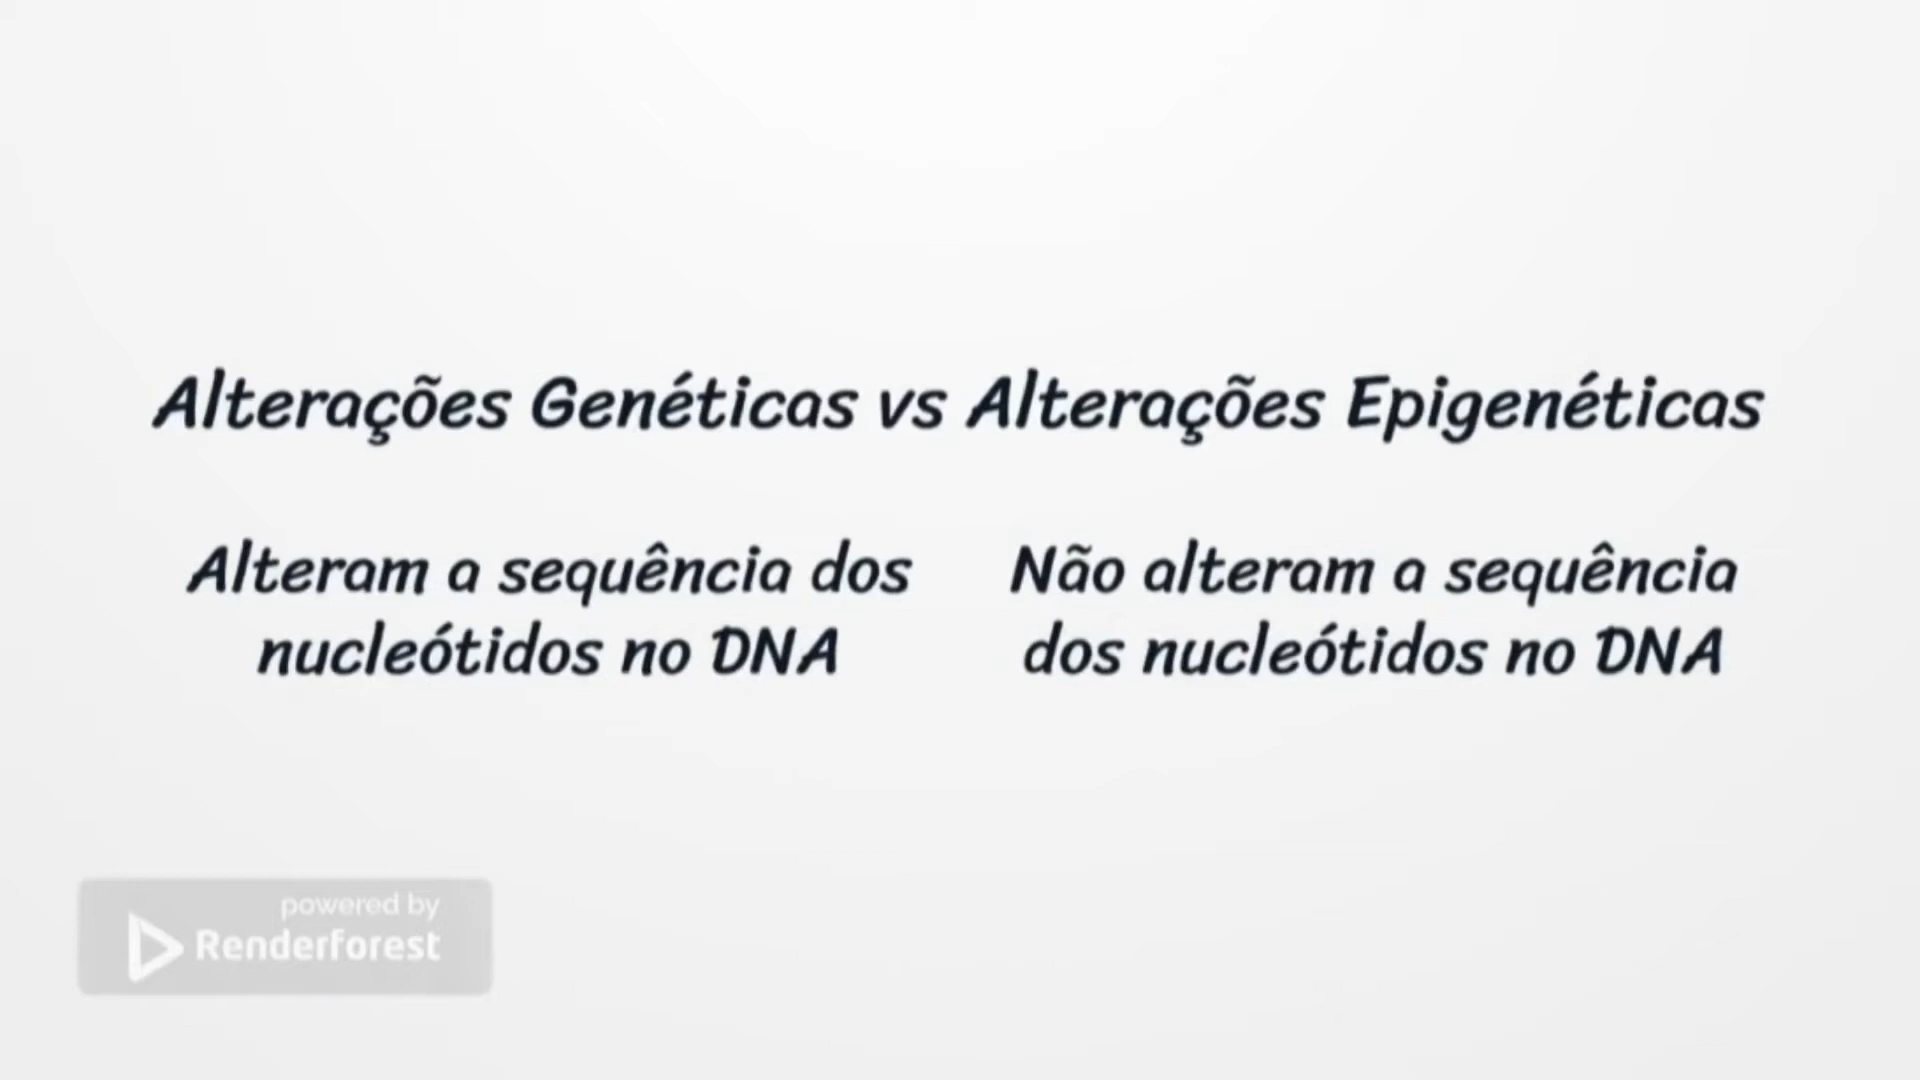 Alterações Genéticas vs Alterações Epigenéticas
Alteram a sequência dos
nucleótidos no DNA
Não alteram a sequência
dos nucleótidos no DNA
powered by
Renderforest